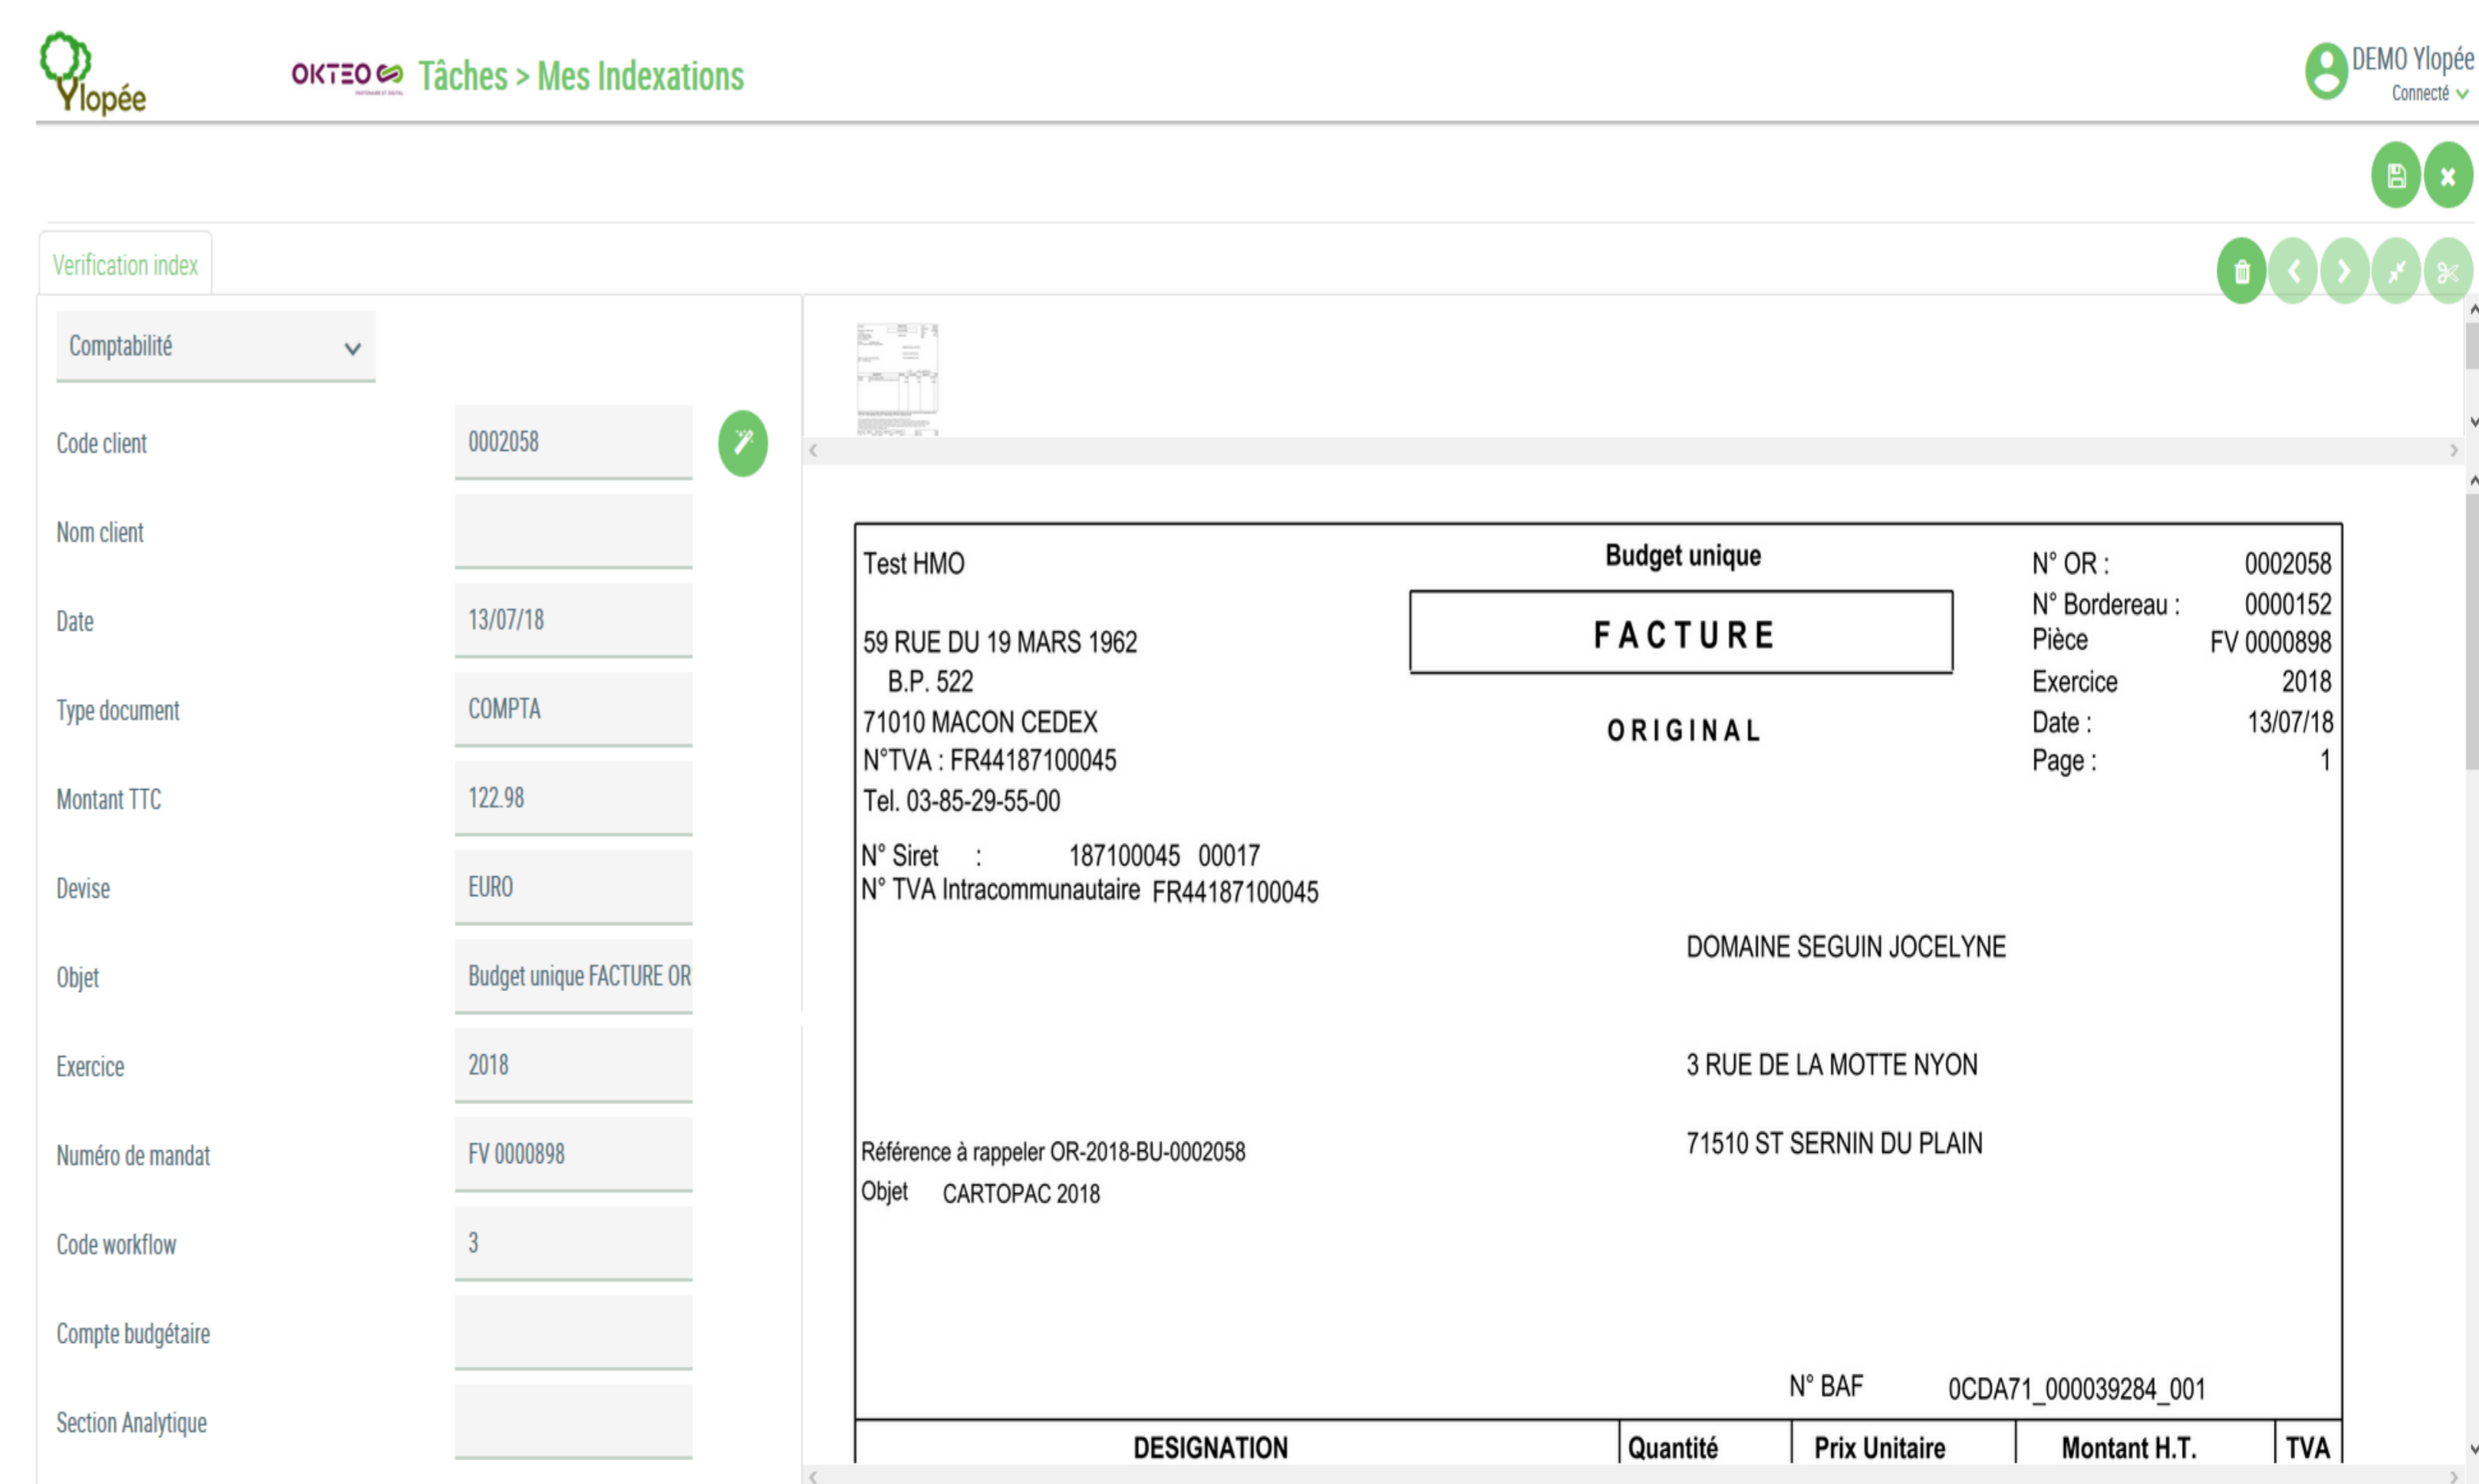 Ylopée
OKTEO Tâches > Mes Indexations
DEMO Ylopée
Connecté
Verification index
Comptabilité
Code client 0002058
Nom client
Date 13/07/18
Type document COMPTA
Montant TTC 122.98
Devise EURO
Objet Budget unique FACTURE OR
Exercice 2018
Numéro de mandat FV 0000898
Code workflow 3
Compte budgétaire
Section Analytique
Test HMO
59 RUE DU 19 MARS 1962
B.P. 522
71010 MACON CEDEX
N°TVA : FR44187100045
Tel. 03-85-29-55-00
N° Siret : 187100045 00017
N° TVA Intracommunautaire FR44187100045
Budget unique
FACTURE
ORIGINAL
N° OR : 0002058
N° Bordereau : 0000152
Pièce FV 0000898
Exercice 2018
Date : 13/07/18
Page : 1
DOMAINE SEGUIN JOCELYNE
3 RUE DE LA MOTTE NYON
71510 ST SERNIN DU PLAIN
Référence à rappeler OR-2018-BU-0002058
Objet CARTOPAC 2018
N° BAF 0CDA71_000039284_001
DESIGNATION Quantité Prix Unitaire Montant H.T. TVA